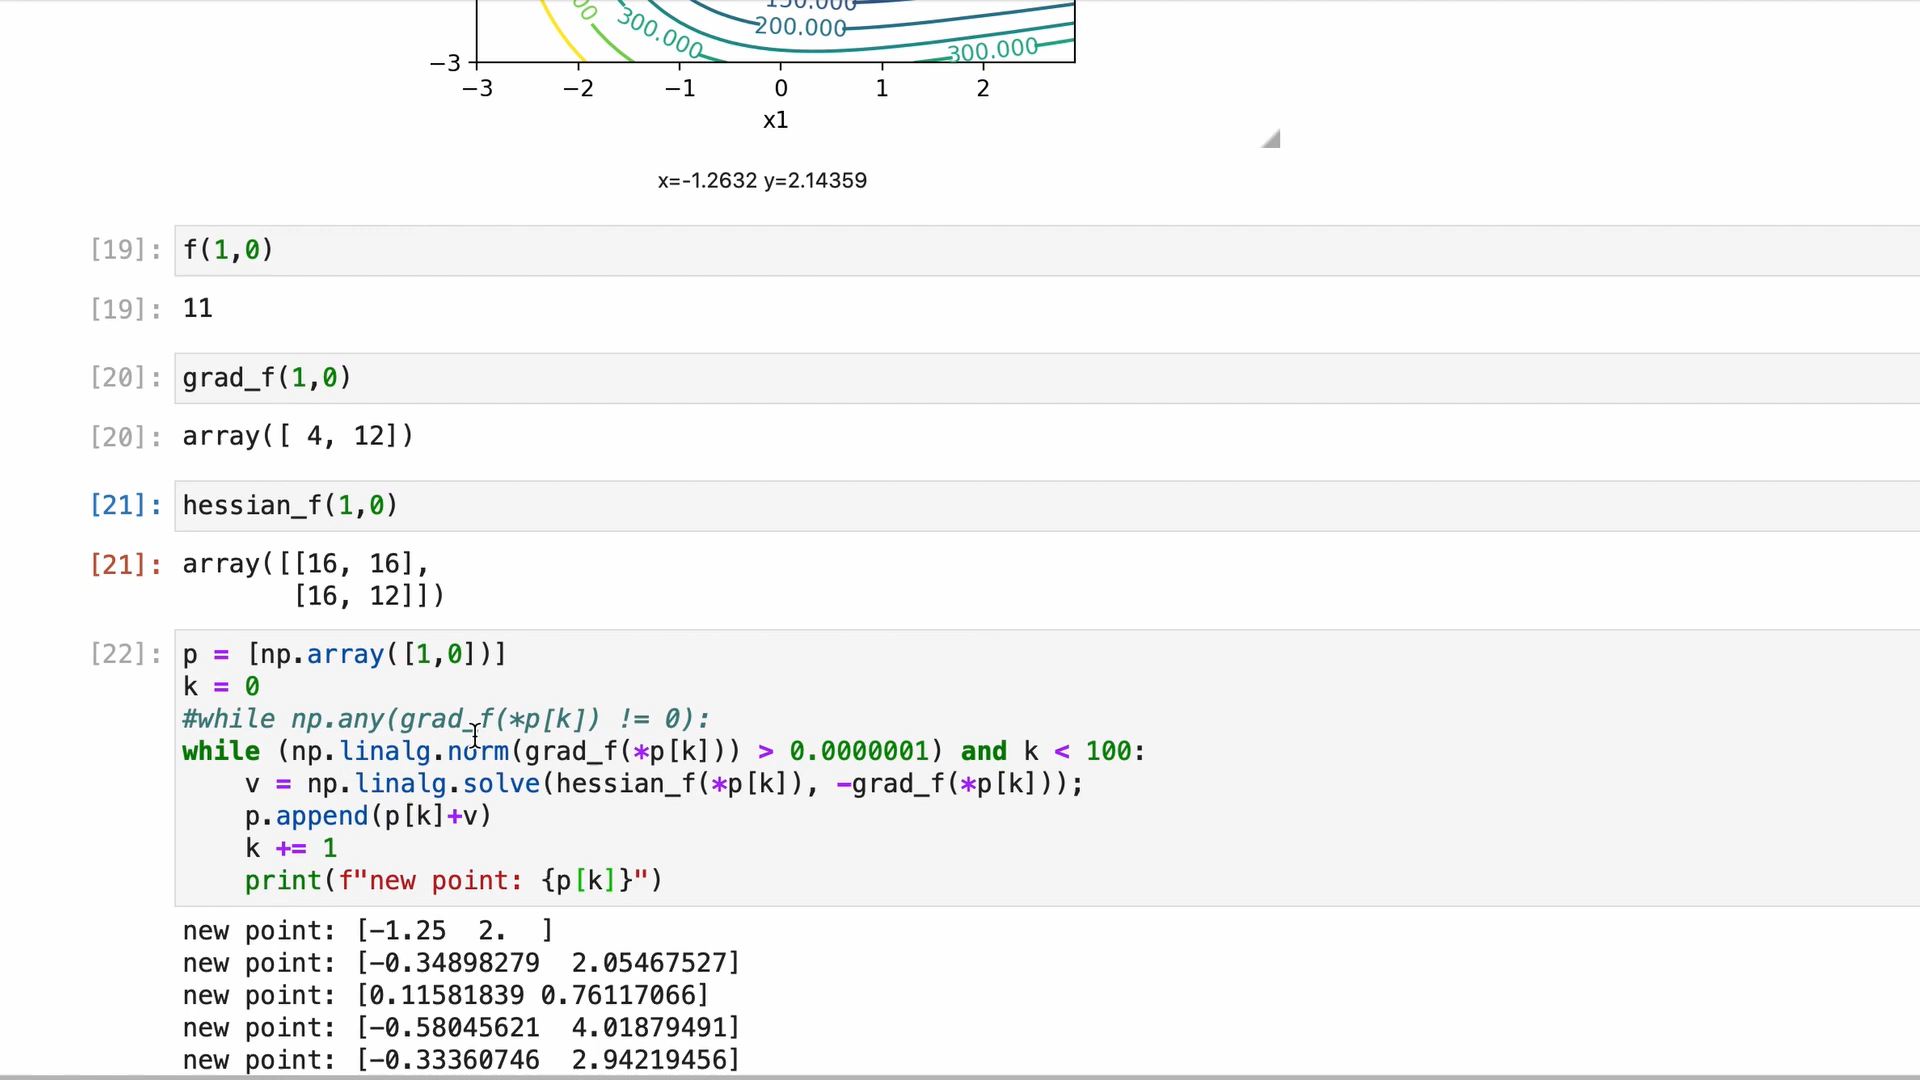 150.000
00
300.000
200.000
300.000
−3
−3
−2
−1
0
1
2
x1
x=-1.2632 y=2.14359
[19]: f(1,0)
[19]: 11
[20]: grad_f(1,0)
[20]: array([ 4, 12])
[21]: hessian_f(1,0)
[21]: array([[16, 16],
[16, 12]])
[22]: p = [np.array([1,0])]
k = 0
#while np.any(grad_f(*p[k]) != 0):
while (np.linalg.norm(grad_f(*p[k])) > 0.0000001) and k < 100:
v = np.linalg.solve(hessian_f(*p[k]), -grad_f(*p[k]));
p.append(p[k]+v)
k += 1
print(f"new point: {p[k]}")
new point: [-1.25  2.  ]
new point: [-0.34898279  2.05467527]
new point: [0.11581839 0.76117066]
new point: [-0.58045621  4.01879491]
new point: [-0.33360746  2.94219456]